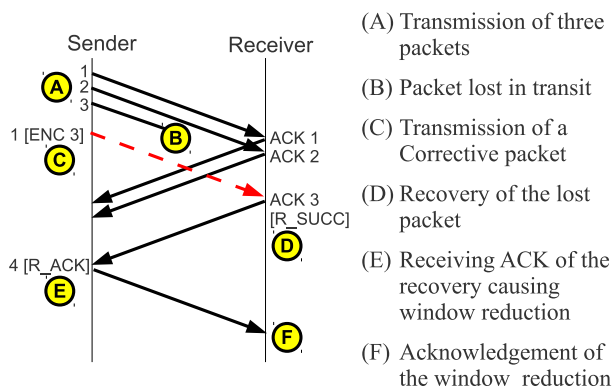 Sender
Receiver
1
2
3
A
B
1 [ENC 3]
C
ACK 1
ACK 2
ACK 3
[R_SUCC]
D
4 [R_ACK]
E
F
(A) Transmission of three
packets
(B) Packet lost in transit
(C) Transmission of a
Corrective packet
(D) Recovery of the lost
packet
(E) Receiving ACK of the
recovery causing
window reduction
(F) Acknowledgement of
the window reduction